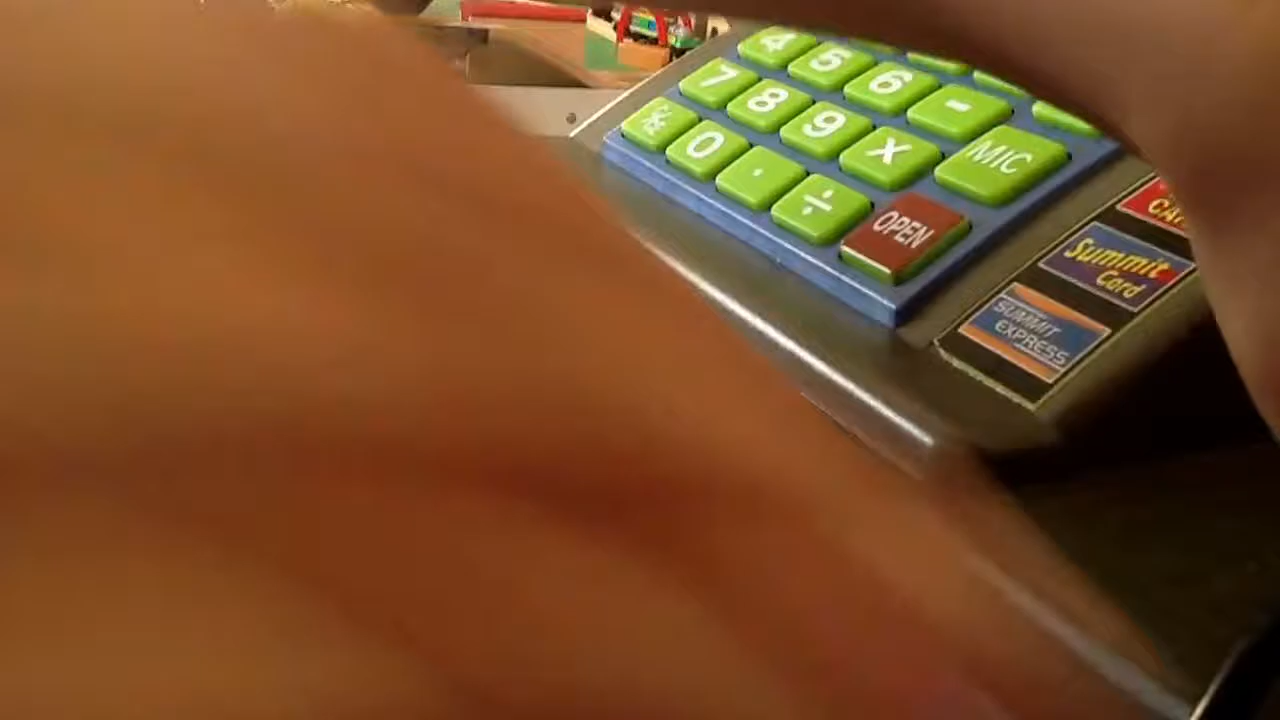 4 5 6 -
7 8 9 X MIC
0 . ÷ OPEN
Summit Card
SUMMIT EXPRESS